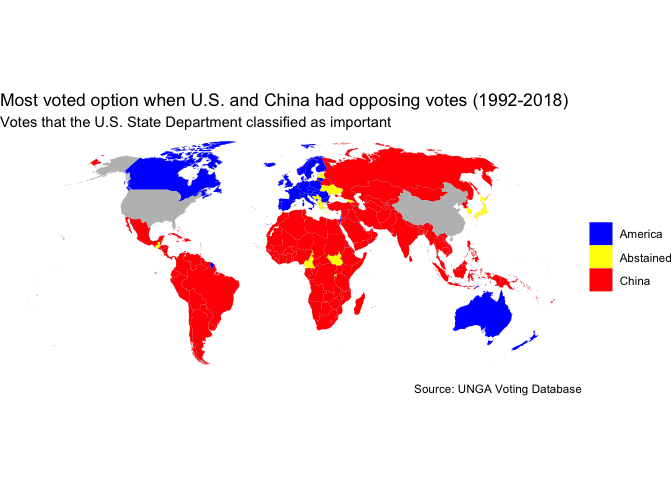 Most voted option when U.S. and China had opposing votes (1992-2018)
Votes that the U.S. State Department classified as important
America
Abstained
China
Source: UNGA Voting Database